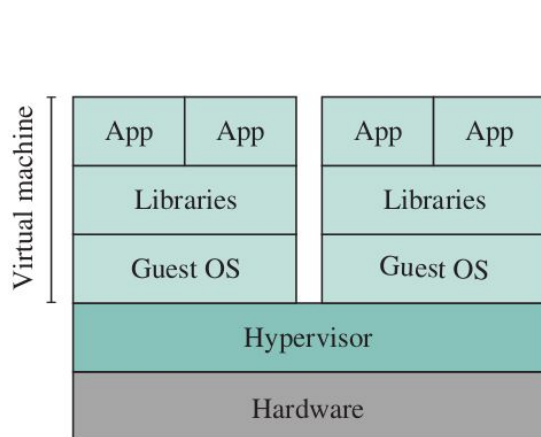 Virtual machine
App App App App
Libraries Libraries
Guest OS Guest OS
Hypervisor
Hardware